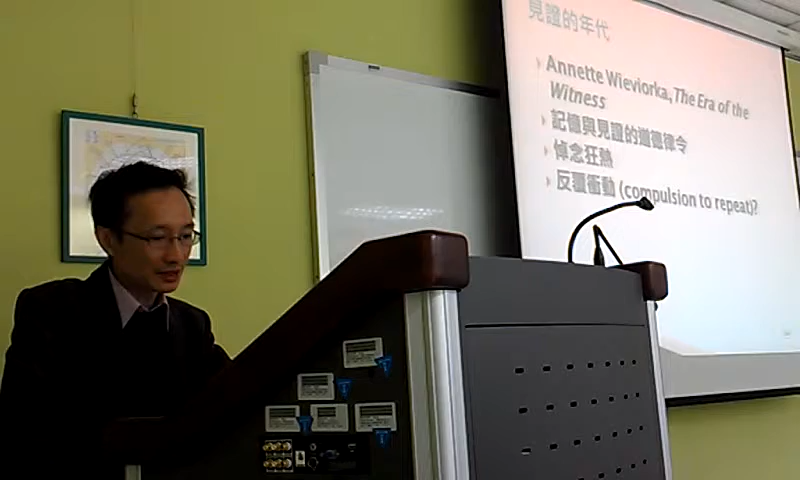 見證的年代
Annette Wieviorka, The Era of the
Witness
記憶與見證的道德律令
悼念狂熱
反覆衝動 (compulsion to repeat)?